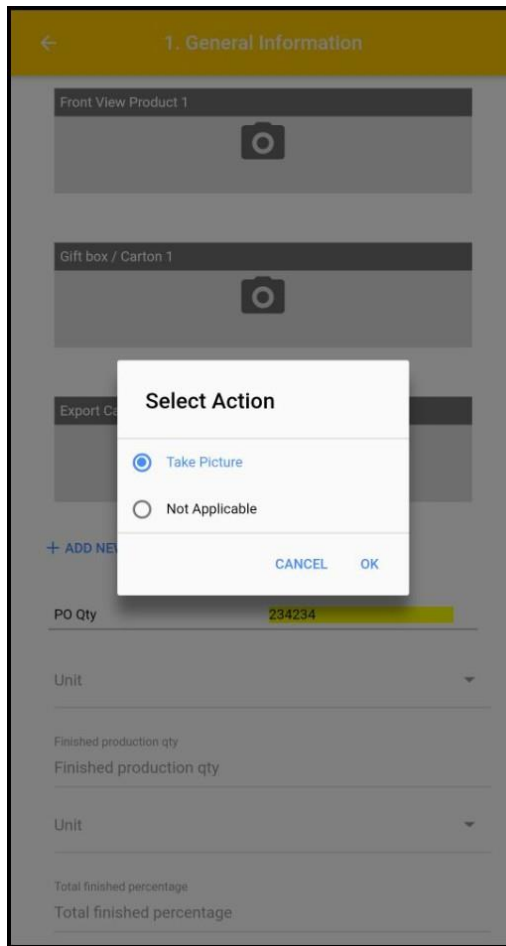 1. General Information
Front View Product 1
Gift box / Carton 1
Export Ca
Select Action
Take Picture
Not Applicable
CANCEL OK
+ ADD NE
PO Qty 234234
Unit
Finished production qty
Finished production qty
Unit
Total finished percentage
Total finished percentage